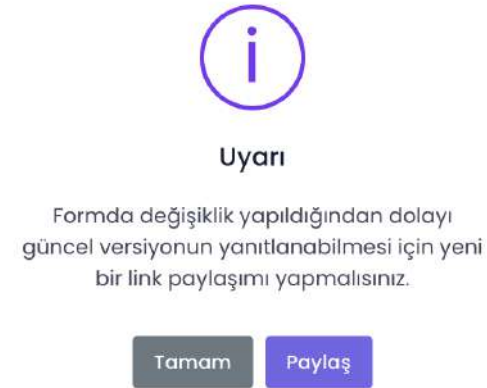 Uyarı
Formda değişiklik yapıldığından dolayı
güncel versiyonun yanıtlanabilmesi için yeni
bir link paylaşımı yapmalısınız.
Tamam Paylaş